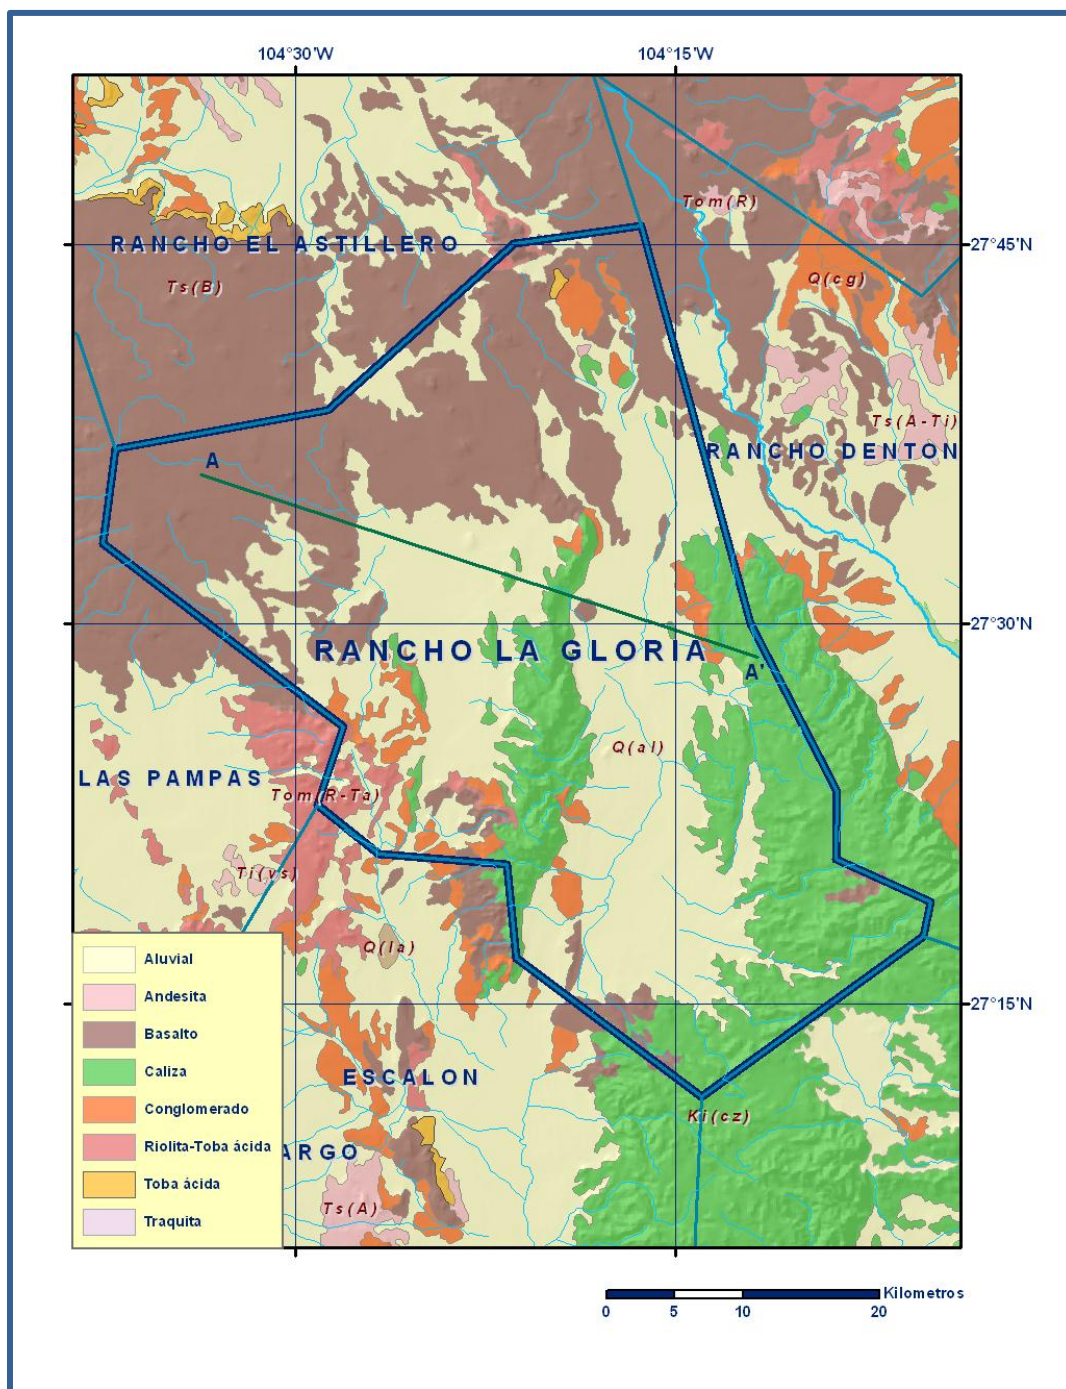 104°30'W
104°15'W
Tom(R)
RANCHO EL ASTILLERO
27°45'N
Ts(B)
Q(cg)
Ts(A-Ti)
RANCHO DENTON
A
27°30'N
RANCHO LA GLORIA
A'
Q(al)
LAS PAMPAS
Tom(R-Ta)
Ti(vs)
Q(la)
Aluvial
Andesita
27°15'N
Basalto
Caliza
ESCALON
Conglomerado
Ki(cz)
Riolita-Toba ácida
ARGO
Toba ácida
Ts(A)
Traquita
Kilometros
0 5 10 20